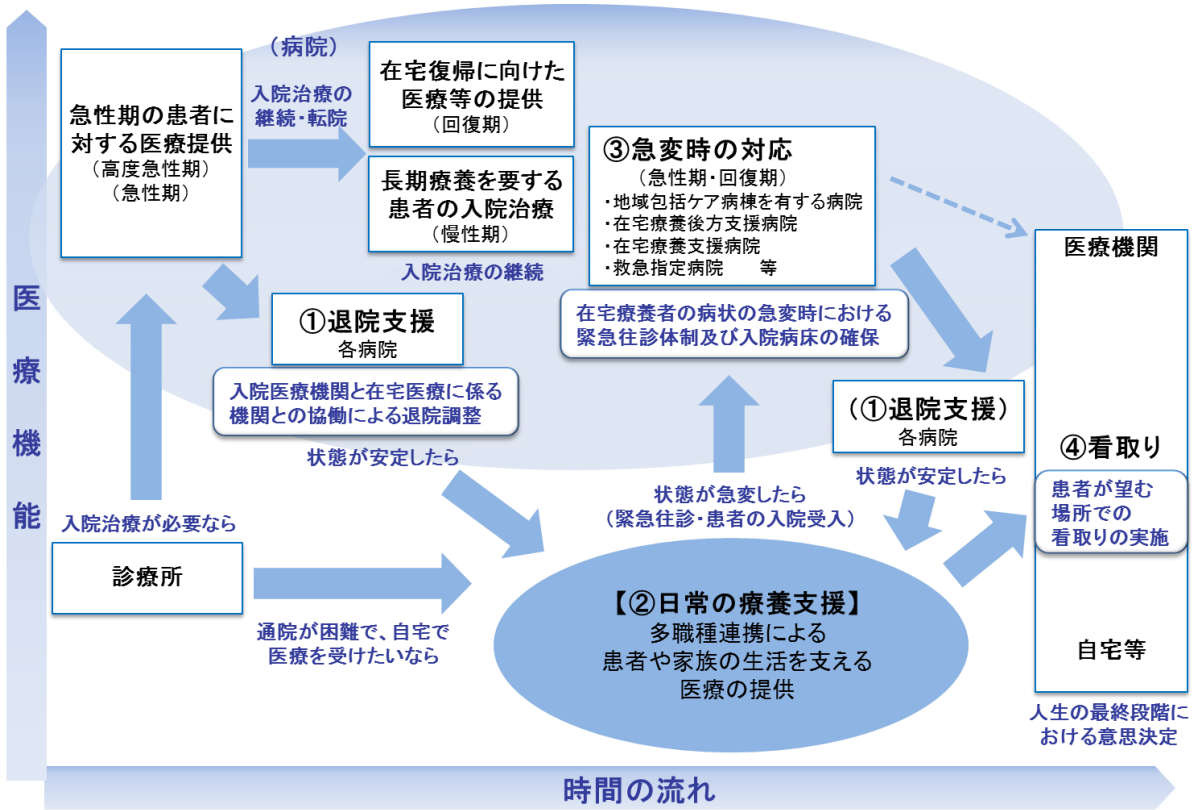 医療機能
(病院)
急性期の患者に
対する医療提供
(高度急性期)
(急性期)
入院治療の
継続・転院
在宅復帰に向けた
医療等の提供
(回復期)
長期療養を要する
患者の入院治療
(慢性期)
入院治療の継続
①退院支援
各病院
入院医療機関と在宅医療に係る
機関との協働による退院調整
状態が安定したら
③急変時の対応
(急性期・回復期)
・地域包括ケア病棟を有する病院
・在宅療養後方支援病院
・在宅療養支援病院
・救急指定病院 等
在宅療養者の病状の急変時における
緊急往診体制及び入院病床の確保
(①退院支援)
各病院
状態が安定したら
状態が急変したら
(緊急往診・患者の入院受入)
入院治療が必要なら
診療所
通院が困難で、自宅で
医療を受けたいなら
【②日常の療養支援】
多職種連携による
患者や家族の生活を支える
医療の提供
医療機関
④看取り
患者が望む
場所での
看取りの実施
自宅等
人生の最終段階に
おける意思決定
時間の流れ